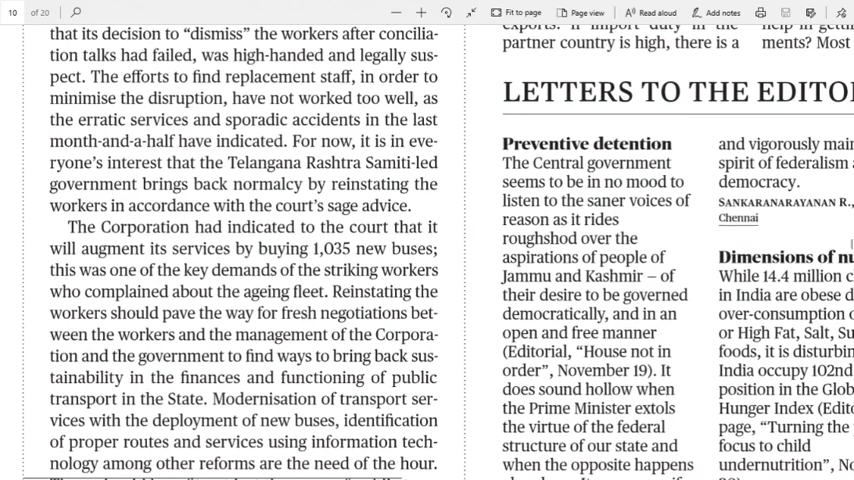 10 of 20
Fit to page
Page view
Read aloud
Add notes
that its decision to “dismiss” the workers after concilia-
tion talks had failed, was high-handed and legally sus-
pect. The efforts to find replacement staff, in order to
minimise the disruption, have not worked too well, as
the erratic services and sporadic accidents in the last
month-and-a-half have indicated. For now, it is in eve-
ryone’s interest that the Telangana Rashtra Samiti-led
government brings back normalcy by reinstating the
workers in accordance with the court’s sage advice.
The Corporation had indicated to the court that it
will augment its services by buying 1,035 new buses;
this was one of the key demands of the striking workers
who complained about the ageing fleet. Reinstating the
workers should pave the way for fresh negotiations bet-
ween the workers and the management of the Corpora-
tion and the government to find ways to bring back sus-
tainability in the finances and functioning of public
transport in the State. Modernisation of transport ser-
vices with the deployment of new buses, identification
of proper routes and services using information tech-
nology among other reforms are the need of the hour.
partner country is high, there is a
ments? Most
LETTERS TO THE EDITO
Preventive detention
The Central government
seems to be in no mood to
listen to the saner voices of
reason as it rides
roughshod over the
aspirations of people of
Jammu and Kashmir — of
their desire to be governed
democratically, and in an
open and free manner
(Editorial, “House not in
order”, November 19). It
does sound hollow when
the Prime Minister extols
the virtue of the federal
structure of our state and
when the opposite happens
and vigorously main
spirit of federalism a
democracy.
SANKARANARAYANAN R.,
Chennai
Dimensions of nu
While 14.4 million c
in India are obese d
over-consumption o
or High Fat, Salt, Su
foods, it is disturbin
India occupy 102nd
position in the Glob
Hunger Index (Edito
page, “Turning the
focus to child
undernutrition”, No